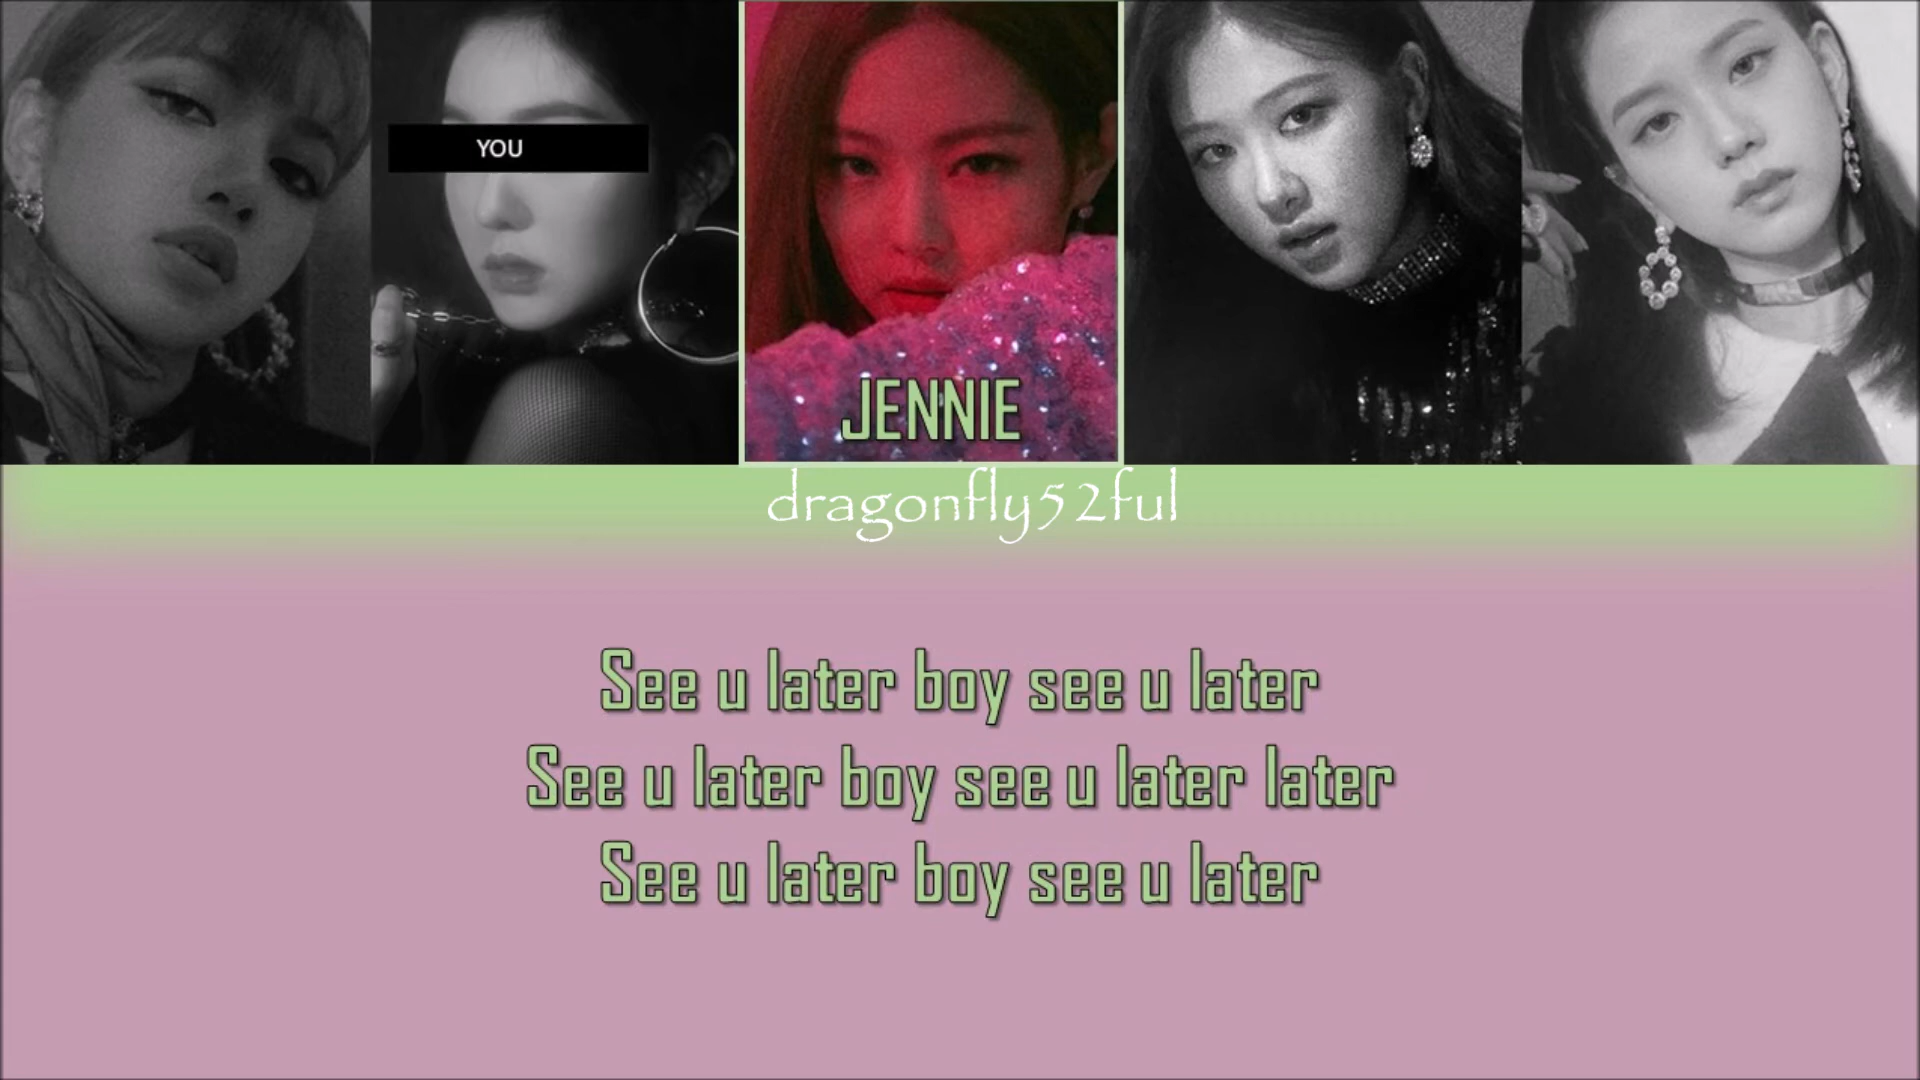 YOU
JENNIE
dragonfly52ful
See u later boy see u later
See u later boy see u later later
See u later boy see u later